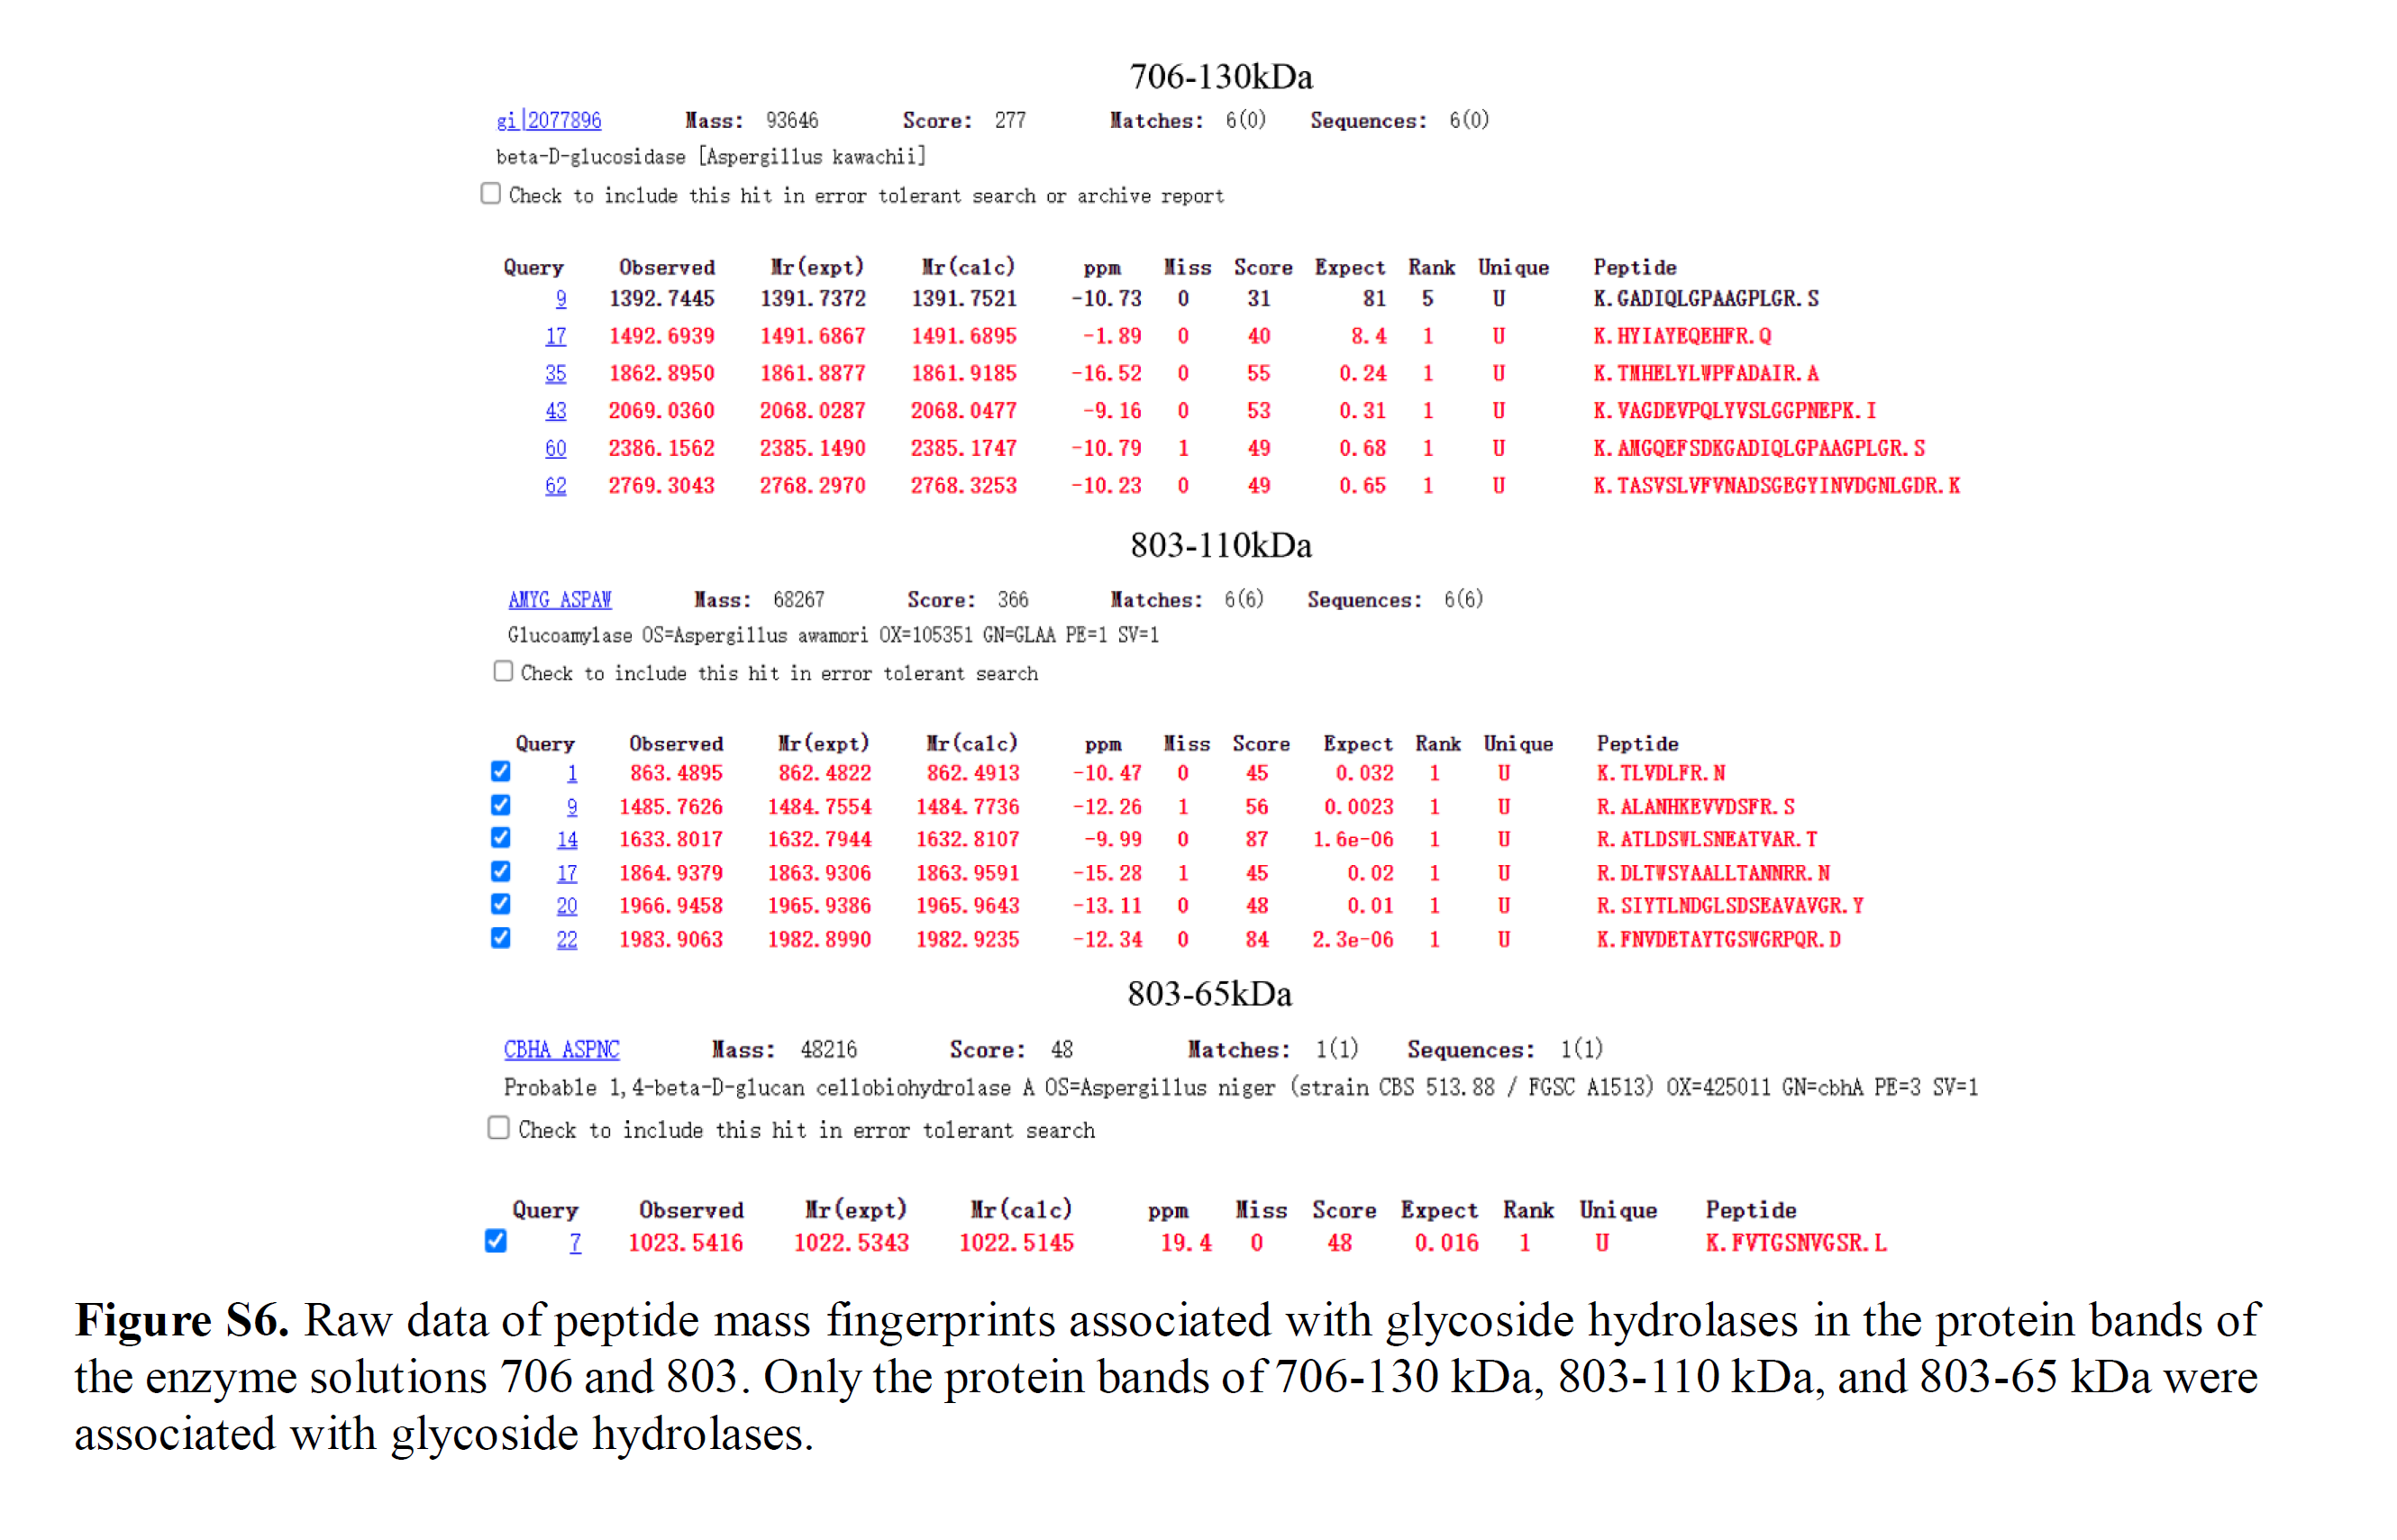 706-130kDa
gi|2077896 Mass: 93646 Score: 277 Matches: 6(0) Sequences: 6(0)
beta-D-glucosidase [Aspergillus kawachii]
Check to include this hit in error tolerant search or archive report
Query Observed Mr(expt) Mr(calc) ppm Miss Score Expect Rank Unique Peptide
9 1392.7445 1391.7372 1391.7521 -10.73 0 31 81 5 U K.GADIQLGPAAGPLGR.S
17 1492.6939 1491.6867 1491.6895 -1.89 0 40 8.4 1 U K.HYIAYEQEHFR.Q
35 1862.8950 1861.8877 1861.9185 -16.52 0 55 0.24 1 U K.TMHELYLWPFADAIR.A
43 2069.0360 2068.0287 2068.0477 -9.16 0 53 0.31 1 U K.VAGDEVPQLYVSLGGPNEPK.I
60 2386.1562 2385.1490 2385.1747 -10.79 1 49 0.68 1 U K.AMGQEFSDKGADIQLGPAAGPLGR.S
62 2769.3043 2768.2970 2768.3253 -10.23 0 49 0.65 1 U K.TASVSLVFVNADSGEGYINVDGNLGDR.K
803-110kDa
AMYG_ASPAW Mass: 68267 Score: 366 Matches: 6(6) Sequences: 6(6)
Glucoamylase OS=Aspergillus awamori OX=105351 GN=GLAA PE=1 SV=1
Check to include this hit in error tolerant search
Query Observed Mr(expt) Mr(calc) ppm Miss Score Expect Rank Unique Peptide
1 863.4895 862.4822 862.4913 -10.47 0 45 0.032 1 U K.TLVDLFR.N
9 1485.7626 1484.7554 1484.7736 -12.26 1 56 0.0023 1 U R.ALANHKEVVDSFR.S
14 1633.8017 1632.7944 1632.8107 -9.99 0 87 1.6e-06 1 U R.ATLDSWLSNEATVAR.T
17 1864.9379 1863.9306 1863.9591 -15.28 1 45 0.02 1 U R.DLTWSYAALLTANNRR.N
20 1966.9458 1965.9386 1965.9643 -13.11 0 48 0.01 1 U R.SIYTLNDGLSDSEAVAVGR.Y
22 1983.9063 1982.8990 1982.9235 -12.34 0 84 2.3e-06 1 U K.FNVDETAYTGSWGRPQR.D
803-65kDa
CBHA_ASPNC Mass: 48216 Score: 48 Matches: 1(1) Sequences: 1(1)
Probable 1,4-beta-D-glucan cellobiohydrolase A OS=Aspergillus niger (strain CBS 513.88 / FGSC A1513) OX=425011 GN=cbhA PE=3 SV=1
Check to include this hit in error tolerant search
Query Observed Mr(expt) Mr(calc) ppm Miss Score Expect Rank Unique Peptide
7 1023.5416 1022.5343 1022.5145 19.4 0 48 0.016 1 U K.FVTGSNVGSR.L
Figure S6. Raw data of peptide mass fingerprints associated with glycoside hydrolases in the protein bands of
the enzyme solutions 706 and 803. Only the protein bands of 706-130 kDa, 803-110 kDa, and 803-65 kDa were
associated with glycoside hydrolases.